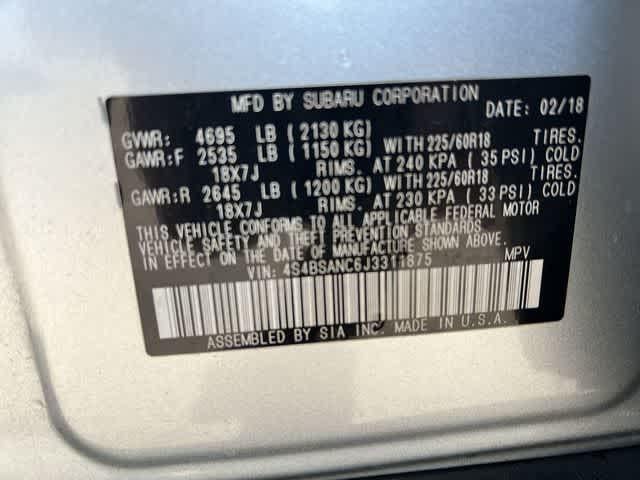 MFD BY SUBARU CORPORATION DATE: 02/18
GVWR: 4695 LB (2130 KG)
GAWR:F 2535 LB (1150 KG) WITH 225/60R18 TIRES.
18X7J RIMS. AT 240 KPA (35 PSI) COLD
GAWR:R 2645 LB (1200 KG) WITH 225/60R18 TIRES.
18X7J RIMS. AT 230 KPA (33 PSI) COLD
THIS VEHICLE CONFORMS TO ALL APPLICABLE FEDERAL MOTOR
VEHICLE SAFETY AND THEFT PREVENTION STANDARDS
IN EFFECT ON THE DATE OF MANUFACTURE SHOWN ABOVE.
VIN: 4S4BSANC6J3311875 MPV
ASSEMBLED BY SIA INC. MADE IN U.S.A.